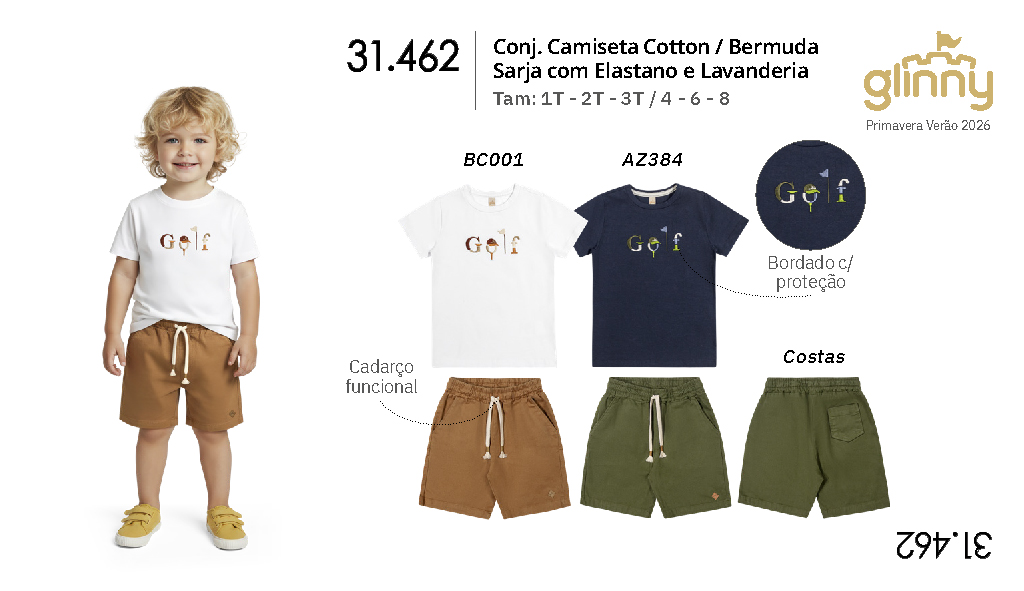 31.462
Conj. Camiseta Cotton / Bermuda
Sarja com Elastano e Lavanderia
Tam: 1T - 2T - 3T / 4 - 6 - 8
glinny
Primavera Verão 2026
BC001
AZ384
Golf
Golf
Golf
Golf
Bordado c/
proteção
Costas
Cadarço
funcional
31.462